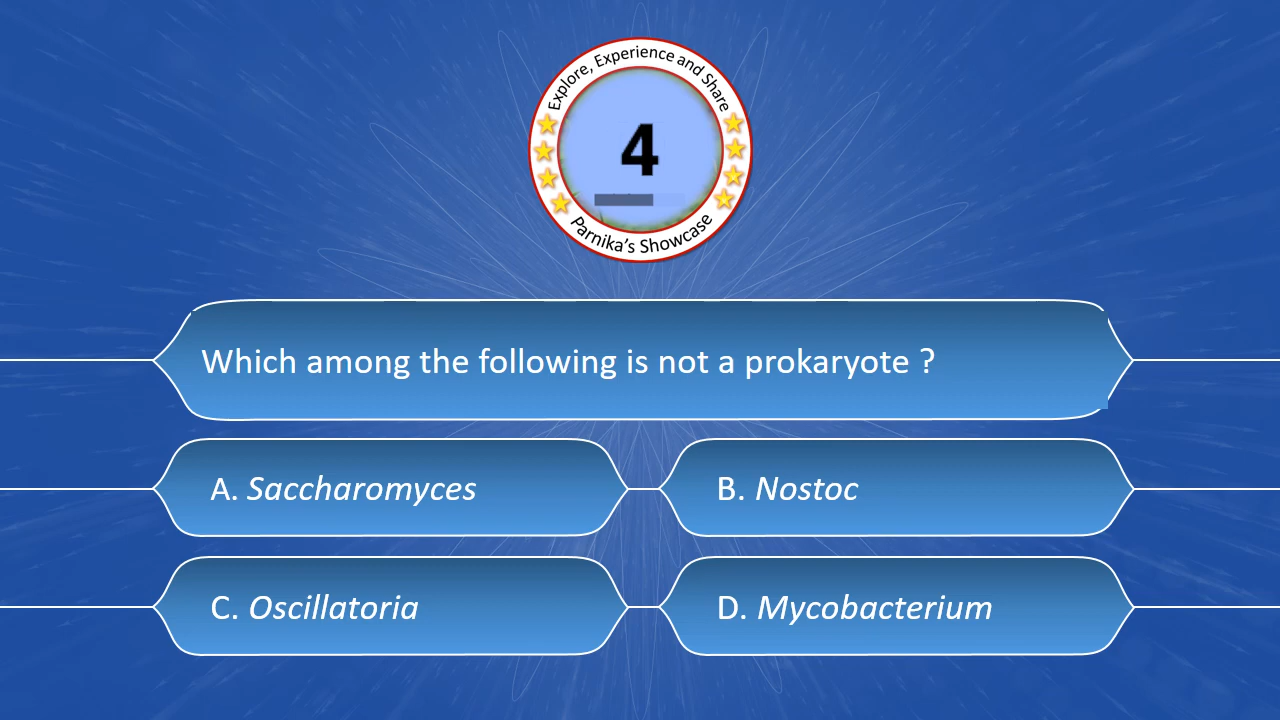 Explore, Experience and Share
4
Parnika's Showcase
Which among the following is not a prokaryote ?
A. Saccharomyces
B. Nostoc
C. Oscillatoria
D. Mycobacterium